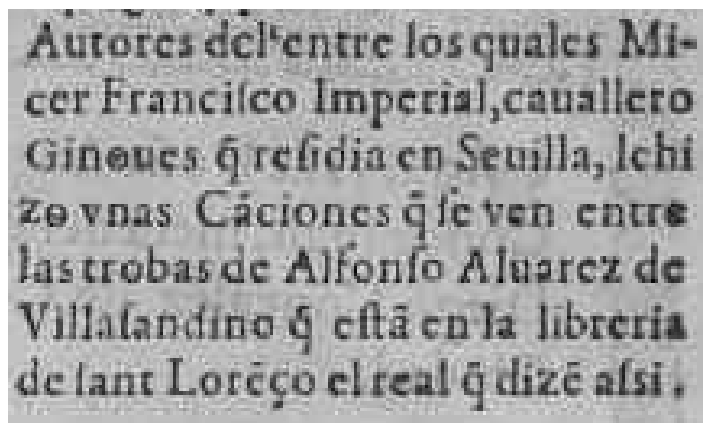 Autores del entre los quales Mi-
cer Franciſco Imperial, cauallero
Ginoues q̃ reſidia en Seuilla, lehi
zo vnas Cãciones q̃ ſe ven entre
las trobas de Alfonſo Aluarez de
Villaſandino q̃ eſtã en la libreria
de ſant Lorẽço el real q̃ dizẽ aſsi.